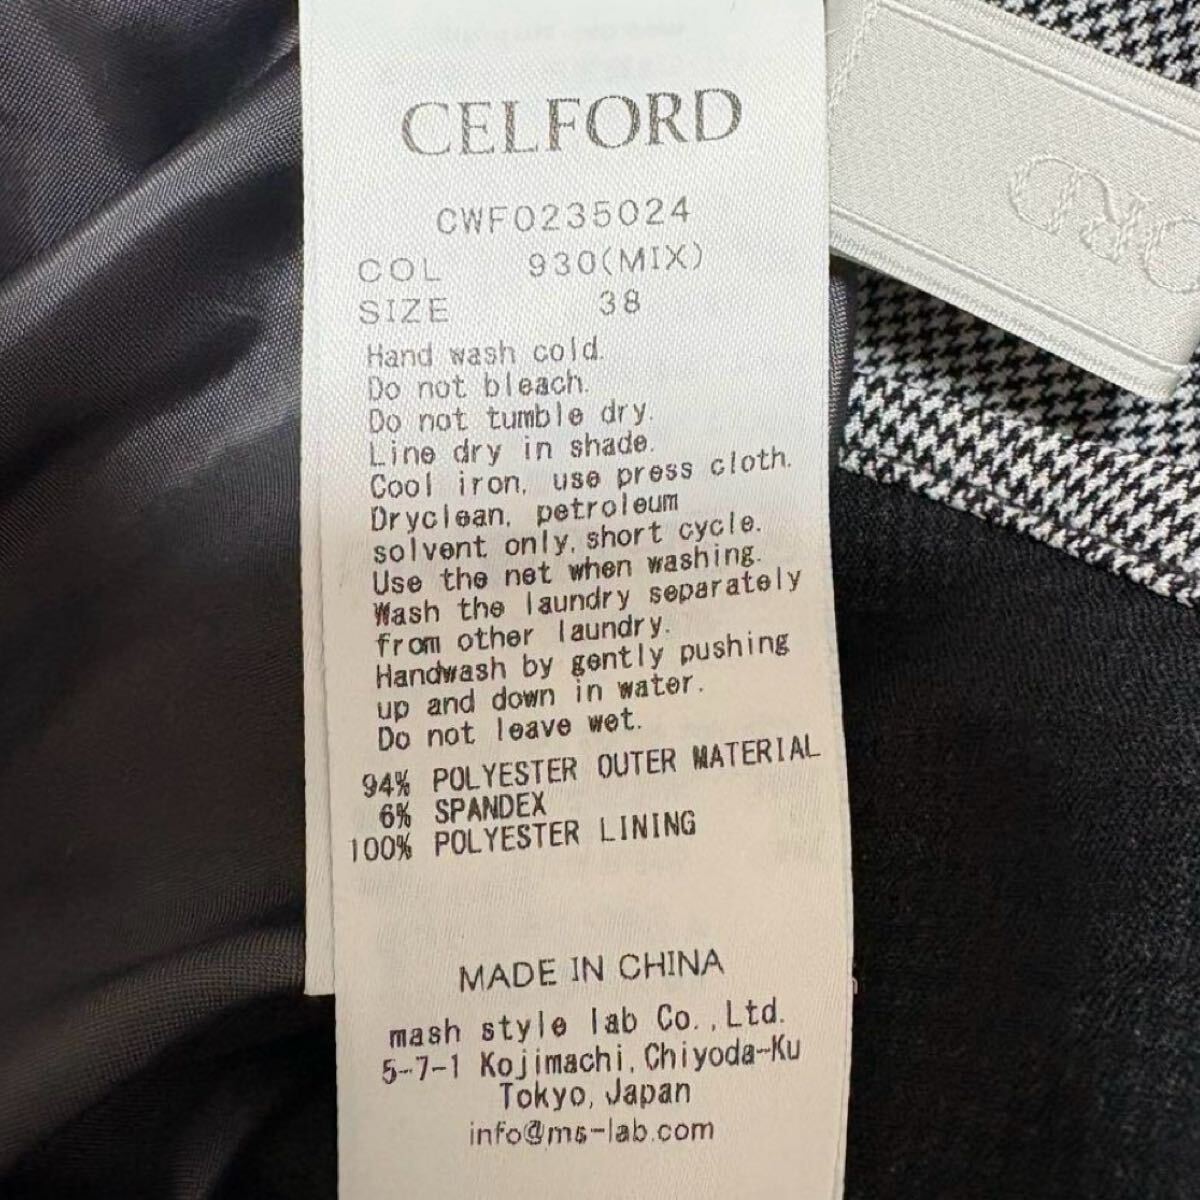 CELFORD
CWF0235024
COL 930(MIX)
SIZE 38
Hand wash cold.
Do not bleach.
Do not tumble dry.
Line dry in shade.
Cool iron, use press cloth.
Dryclean, petroleum
solvent only, short cycle.
Use the net when washing.
Wash the laundry separately
from other laundry.
Handwash by gently pushing
up and down in water.
Do not leave wet.
94% POLYESTER OUTER MATERIAL
6% SPANDEX
100% POLYESTER LINING
MADE IN CHINA
mash style lab Co.,Ltd.
5-7-1 Kojimachi, Chiyoda-Ku
Tokyo, Japan
info@ms-lab.com